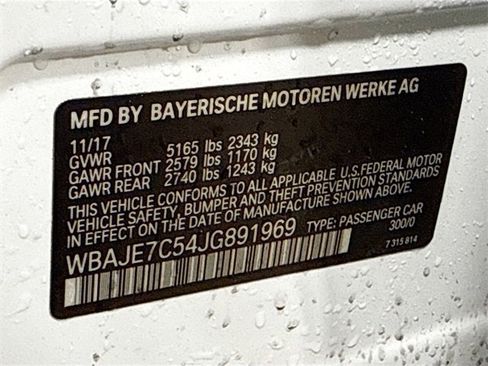 MFD BY BAYERISCHE MOTOREN WERKE AG
11/17
GVWR 5165 lbs 2343 kg
GAWR FRONT 2579 lbs 1170 kg
GAWR REAR 2740 lbs 1243 kg
THIS VEHICLE CONFORMS TO ALL APPLICABLE U.S.FEDERAL MOTOR
VEHICLE SAFETY, BUMPER AND THEFT PREVENTION STANDARDS
IN EFFECT ON THE DATE OF MANUFACTURE SHOWN ABOVE.
WBAJE7C54JG891969 TYPE: PASSENGER CAR
300/0
7 315 814